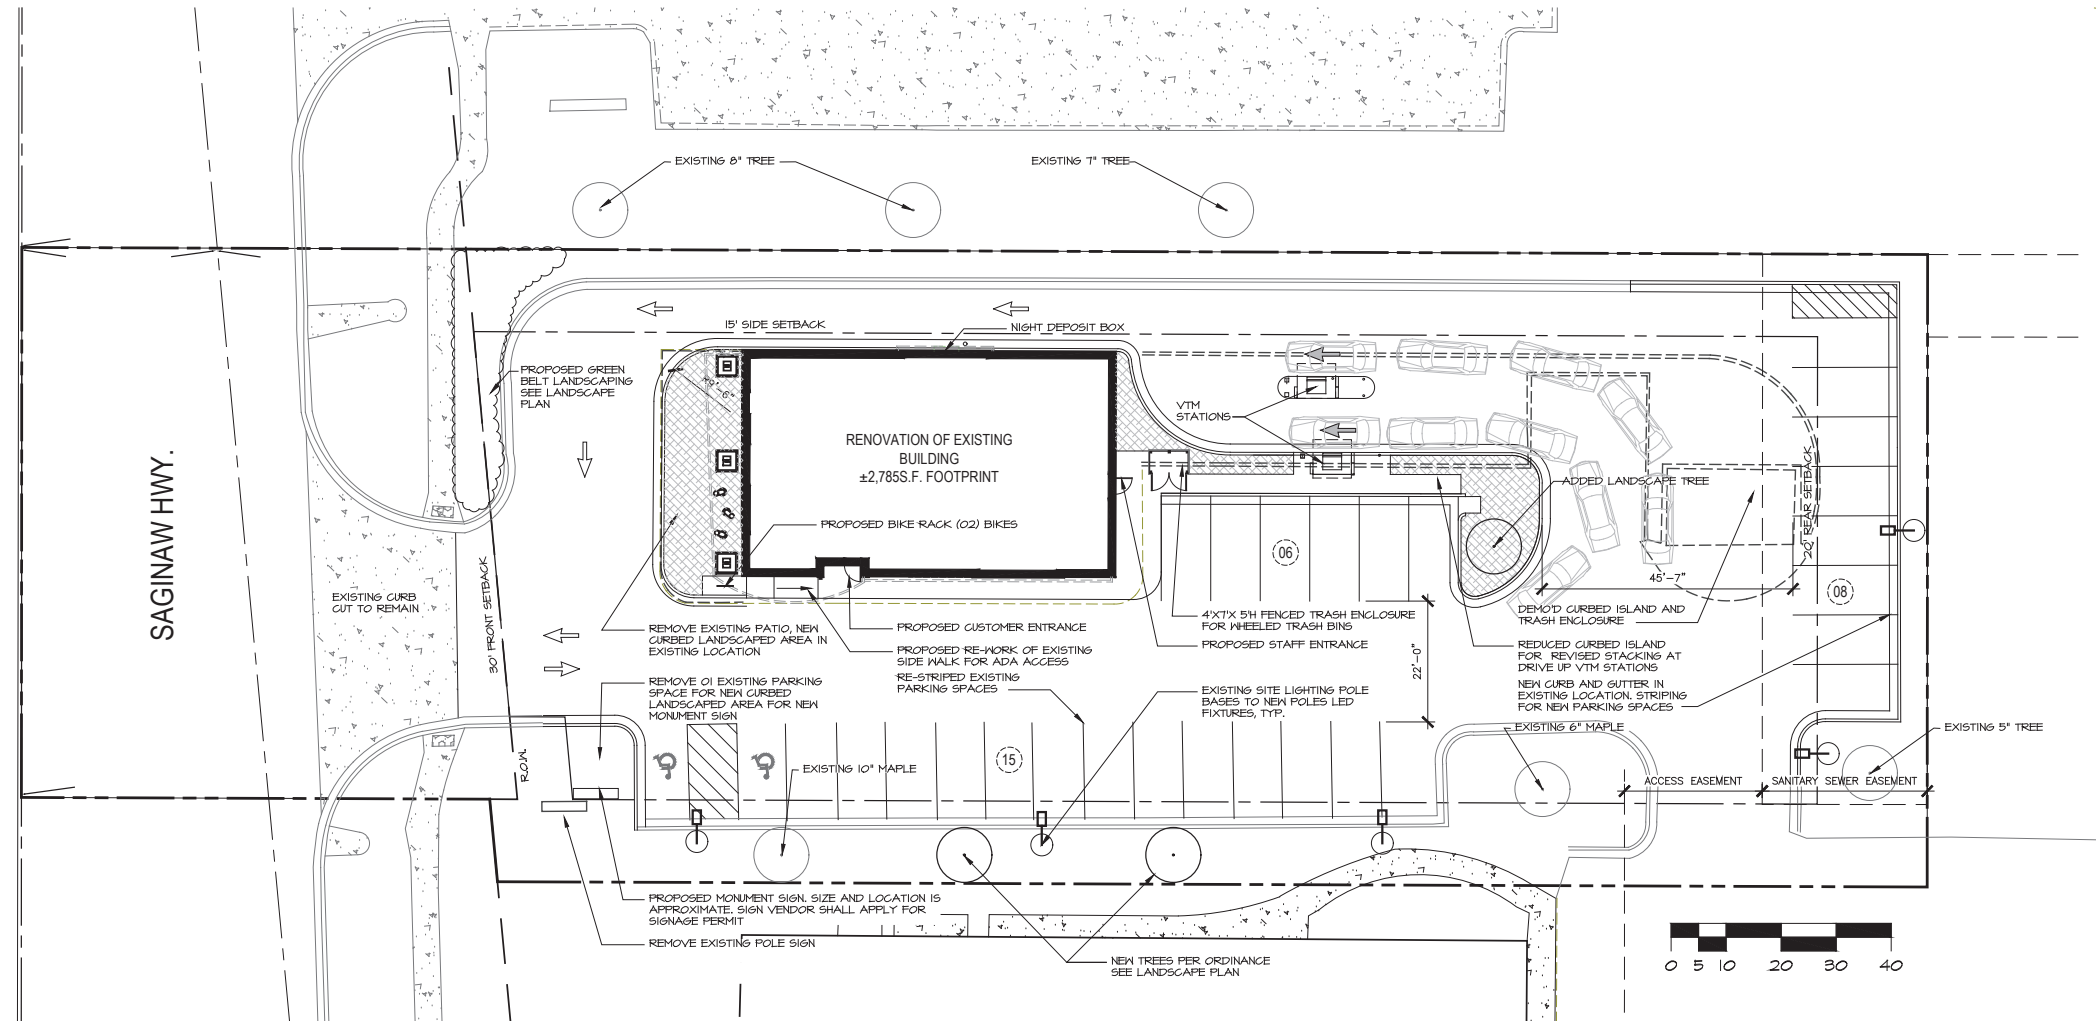 EXISTING 8" TREE
EXISTING 7" TREE
15' SIDE SETBACK
NIGHT DEPOSIT BOX
PROPOSED GREEN
BELT LANDSCAPING
SEE LANDSCAPE
PLAN
VTM
STATIONS
RENOVATION OF EXISTING
BUILDING
±2,785S.F. FOOTPRINT
SAGINAW HWY.
ADDED LANDSCAPE TREE
20' REAR SETBACK
PROPOSED BIKE RACK (02) BIKES
06
45'-7"
08
EXISTING CURB
CUT TO REMAIN
30' FRONT SETBACK
REMOVE EXISTING PATIO, NEW
CURBED LANDSCAPED AREA IN
EXISTING LOCATION
PROPOSED CUSTOMER ENTRANCE
PROPOSED RE-WORK OF EXISTING
SIDE WALK FOR ADA ACCESS
RE-STRIPED EXISTING
PARKING SPACES
4'X7'X 5'H FENCED TRASH ENCLOSURE
FOR WHEELED TRASH BINS
PROPOSED STAFF ENTRANCE
22'-0"
DEMO'D CURBED ISLAND AND
TRASH ENCLOSURE
REDUCED CURBED ISLAND
FOR REVISED STACKING AT
DRIVE UP VTM STATIONS
NEW CURB AND GUTTER IN
EXISTING LOCATION. STRIPING
FOR NEW PARKING SPACES
REMOVE 01 EXISTING PARKING
SPACE FOR NEW CURBED
LANDSCAPED AREA FOR NEW
MONUMENT SIGN
EXISTING SITE LIGHTING POLE
BASES TO NEW POLES LED
FIXTURES, TYP.
EXISTING 6" MAPLE
EXISTING 5" TREE
R.O.W.
15
EXISTING 10" MAPLE
ACCESS EASEMENT
SANITARY SEWER EASEMENT
PROPOSED MONUMENT SIGN. SIZE AND LOCATION IS
APPROXIMATE. SIGN VENDOR SHALL APPLY FOR
SIGNAGE PERMIT
REMOVE EXISTING POLE SIGN
NEW TREES PER ORDINANCE
SEE LANDSCAPE PLAN
0 5 10 20 30 40